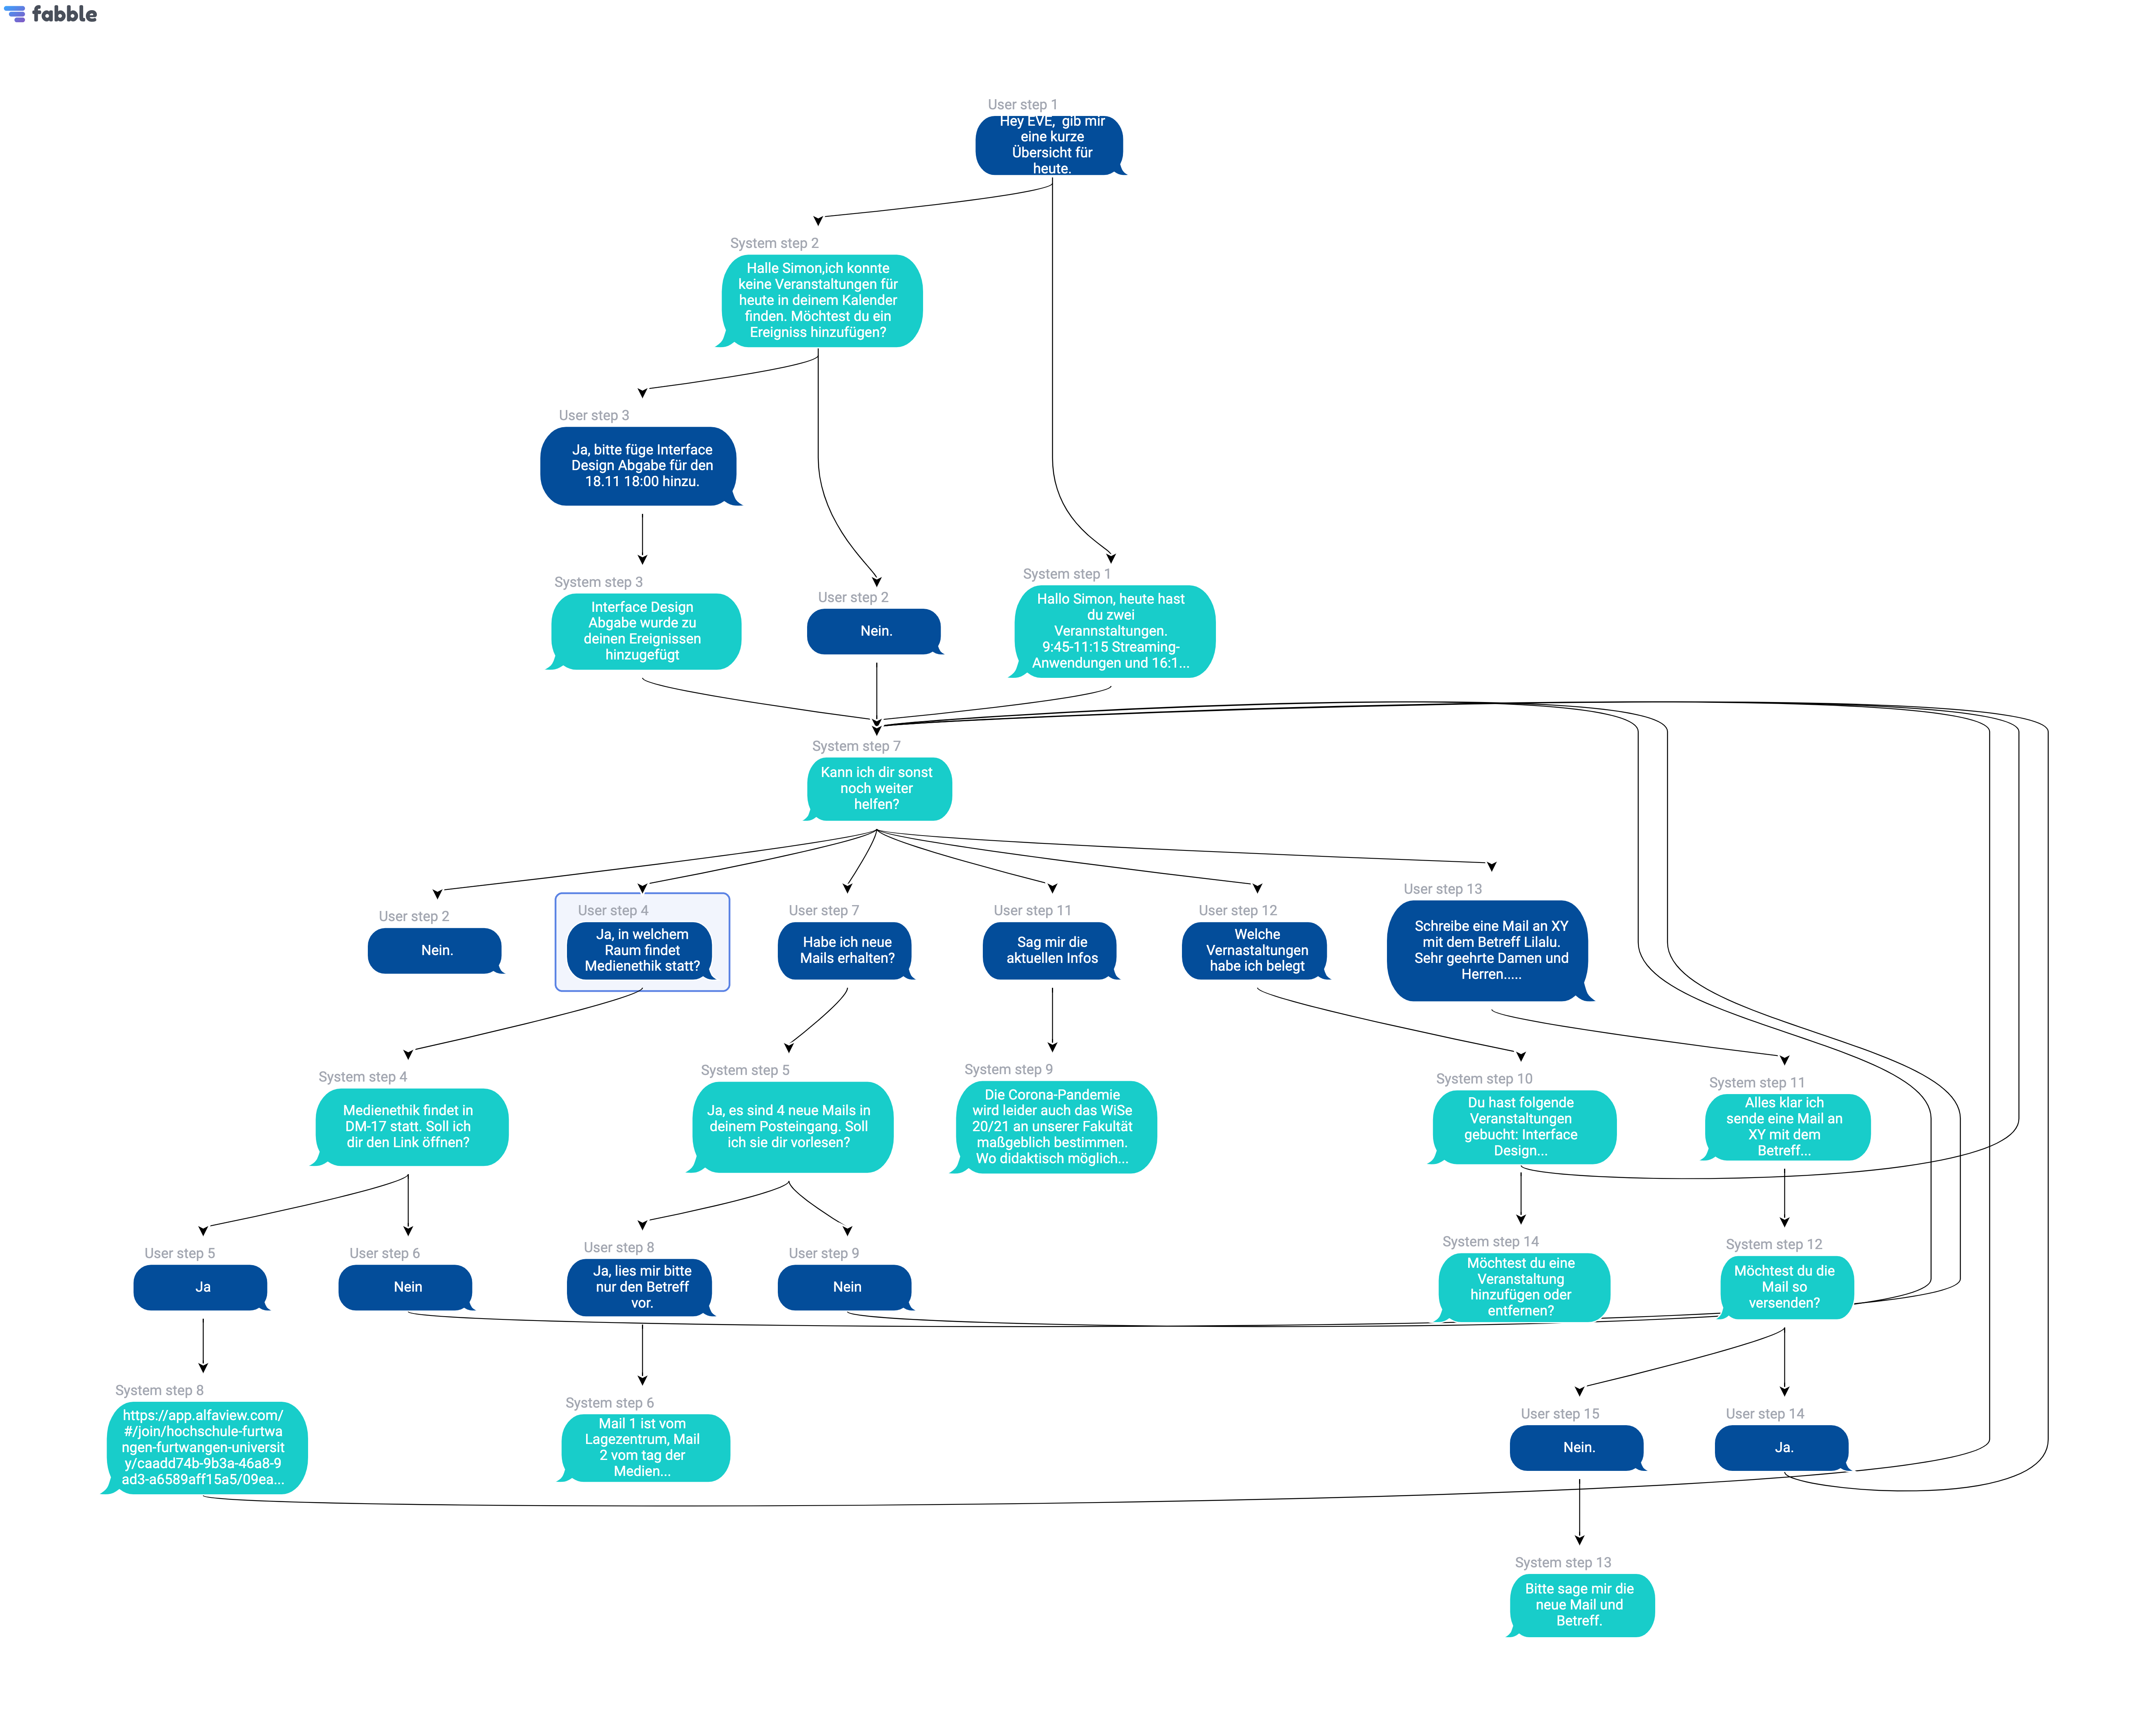 fabble
User step 1
Hey EVE,  gib mir
eine kurze
Übersicht für
heute.
System step 2
Halle Simon,ich konnte
keine Veranstaltungen für
heute in deinem Kalender
finden. Möchtest du ein
Ereigniss hinzufügen?
User step 3
Ja, bitte füge Interface
Design Abgabe für den
18.11 18:00 hinzu.
System step 3
Interface Design
Abgabe wurde zu
deinen Ereignissen
hinzugefügt
User step 2
Nein.
System step 1
Hallo Simon, heute hast
du zwei
Verannstaltungen.
9:45-11:15 Streaming-
Anwendungen und 16:1...
System step 7
Kann ich dir sonst
noch weiter
helfen?
User step 2
Nein.
User step 4
Ja, in welchem
Raum findet
Medienethik statt?
User step 7
Habe ich neue
Mails erhalten?
User step 11
Sag mir die
aktuellen Infos
User step 12
Welche
Vernastaltungen
habe ich belegt
User step 13
Schreibe eine Mail an XY
mit dem Betreff Lilalu.
Sehr geehrte Damen und
Herren.....
System step 4
Medienethik findet in
DM-17 statt. Soll ich
dir den Link öffnen?
System step 5
Ja, es sind 4 neue Mails in
deinem Posteingang. Soll
ich sie dir vorlesen?
System step 9
Die Corona-Pandemie
wird leider auch das WiSe
20/21 an unserer Fakultät
maßgeblich bestimmen.
Wo didaktisch möglich...
System step 10
Du hast folgende
Veranstaltungen
gebucht: Interface
Design...
System step 11
Alles klar ich
sende eine Mail an
XY mit dem
Betreff...
User step 5
Ja
User step 6
Nein
User step 8
Ja, lies mir bitte
nur den Betreff
vor.
User step 9
Nein
System step 14
Möchtest du eine
Veranstaltung
hinzufügen oder
entfernen?
System step 12
Möchtest du die
Mail so
versenden?
System step 8
https://app.alfaview.com/
#/join/hochschule-furtwa
ngen-furtwangen-universit
y/caadd74b-9b3a-46a8-9
ad3-a6589aff15a5/09ea...
System step 6
Mail 1 ist vom
Lagezentrum, Mail
2 vom tag der
Medien...
User step 15
Nein.
User step 14
Ja.
System step 13
Bitte sage mir die
neue Mail und
Betreff.